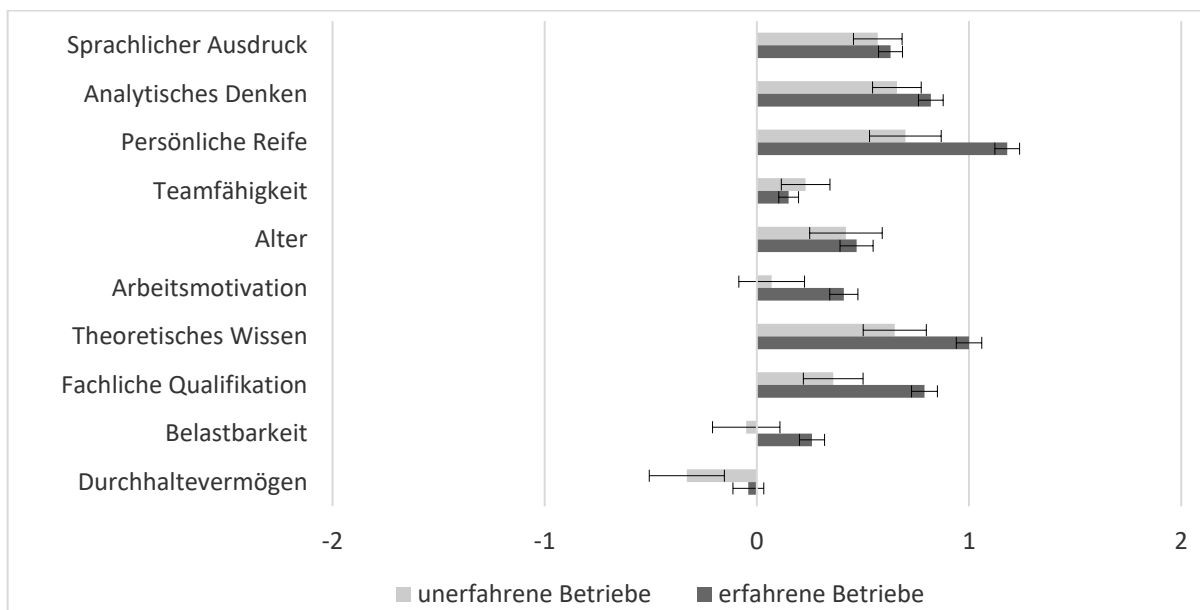 Sprachlicher Ausdruck
Analytisches Denken
Persönliche Reife
Teamfähigkeit
Alter
Arbeitsmotivation
Theoretisches Wissen
Fachliche Qualifikation
Belastbarkeit
Durchhaltevermögen
-2 -1 0 1 2
unerfahrene Betriebe erfahrene Betriebe